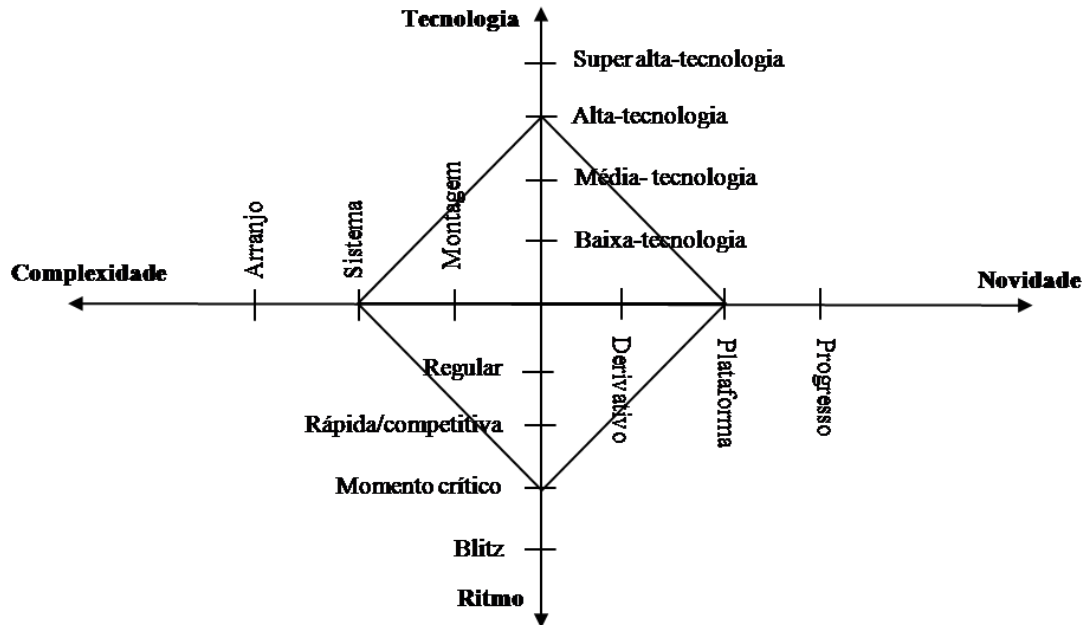 Tecnologia
Super alta-tecnologia
Alta-tecnologia
Média- tecnologia
Baixa-tecnologia
Arranjo
Sistema
Montagem
Complexidade
Novidade
Derivativo
Plataforma
Progresso
Regular
Rápida/competitiva
Momento crítico
Blitz
Ritmo